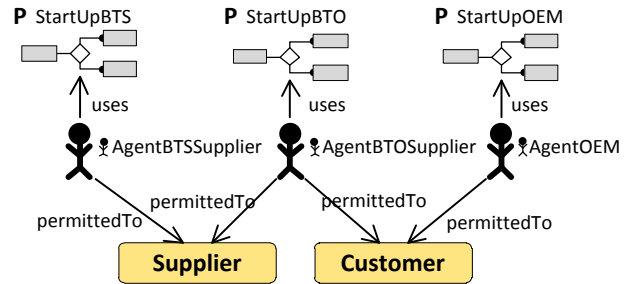 P StartUpBTS
P StartUpBTO
P StartUpOEM
uses
uses
uses
AgentBTSSupplier
AgentBTOSupplier
AgentOEM
permittedTo
permittedTo
permittedTo
permittedTo
Supplier
Customer